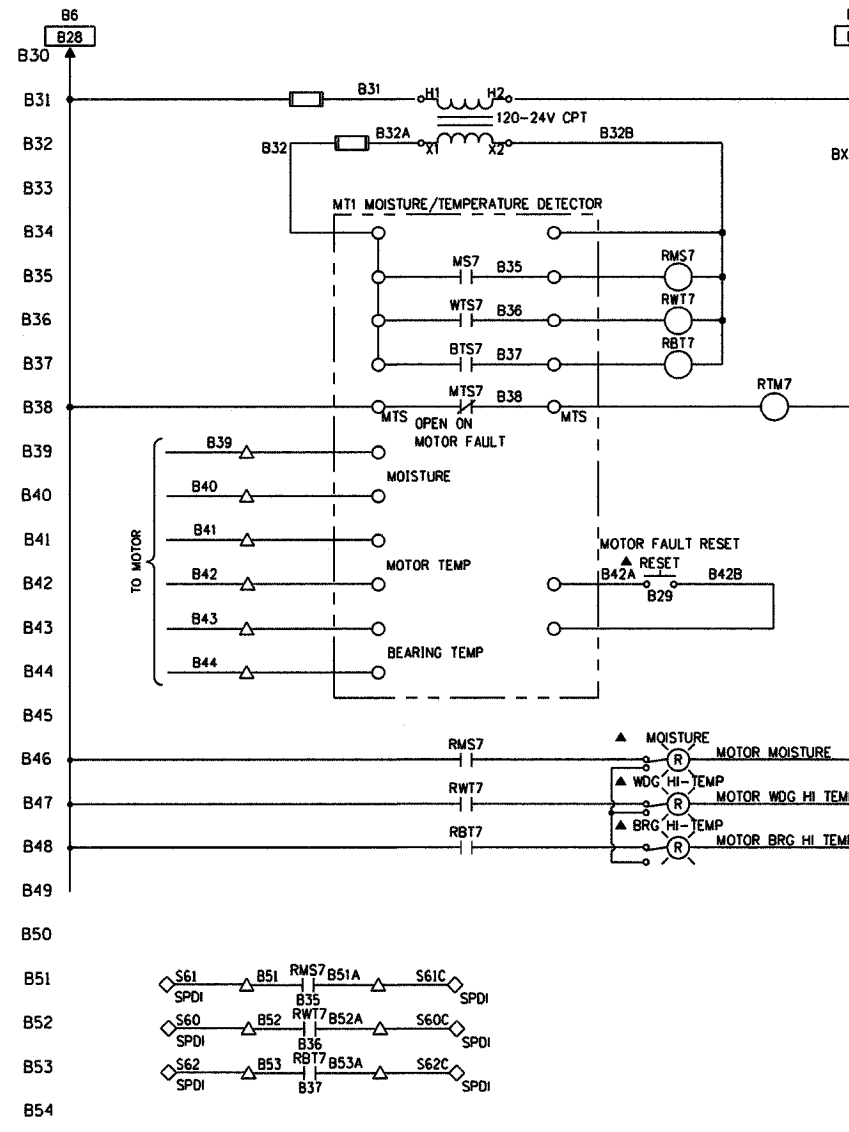 B6
B28
B30
B31 B31 H1 H2
120-24V CPT
B32 B32 B32A X1 X2 B32B
BX
B33
MT1 MOISTURE/TEMPERATURE DETECTOR
B34
B35 MS7 B35 RMS7
B36 WTS7 B36 RWT7
B37 BTS7 B37 RBT7
B38 MTS MTS7 B38 MTS RTM7
OPEN ON
MOTOR FAULT
TO MOTOR
B39 B39
MOISTURE
B40 B40
B41 B41
MOTOR TEMP
MOTOR FAULT RESET
RESET
B42 B42 B42A B29 B42B
B43 B43
BEARING TEMP
B44 B44
B45
MOISTURE
B46 RMS7 R MOTOR MOISTURE
WDG HI-TEMP
B47 RWT7 R MOTOR WDG HI TEM
BRG HI-TEMP
B48 RBT7 R MOTOR BRG HI TEM
B49
B50
B51 S61 SPDI B51 RMS7 B35 B51A S61C SPDI
B52 S60 SPDI B52 RWT7 B36 B52A S60C SPDI
B53 S62 SPDI B53 RBT7 B37 B53A S62C SPDI
B54